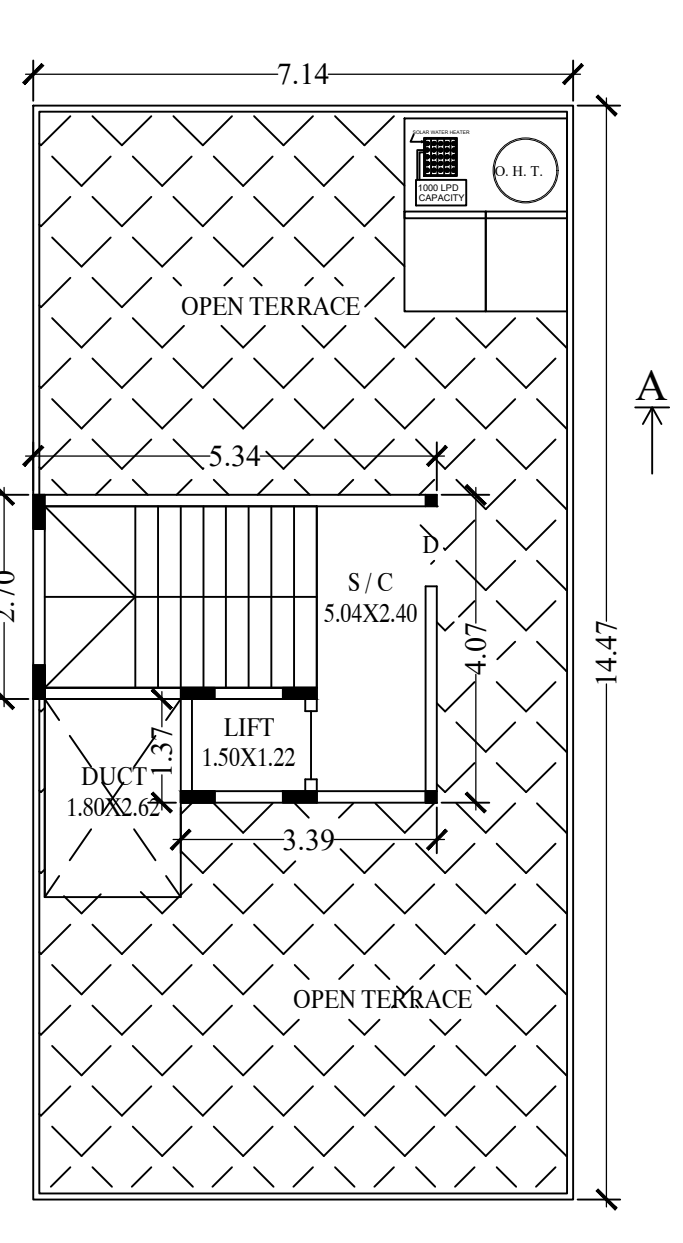 7.14
SOLAR WATER HEATER
O. H. T.
1000 LPD
CAPACITY
OPEN TERRACE
A
5.34
D
S / C
5.04X2.40
2.70
4.07
14.47
LIFT
1.50X1.22
1.37
DUCT
1.80X2.62
3.39
OPEN TERRACE